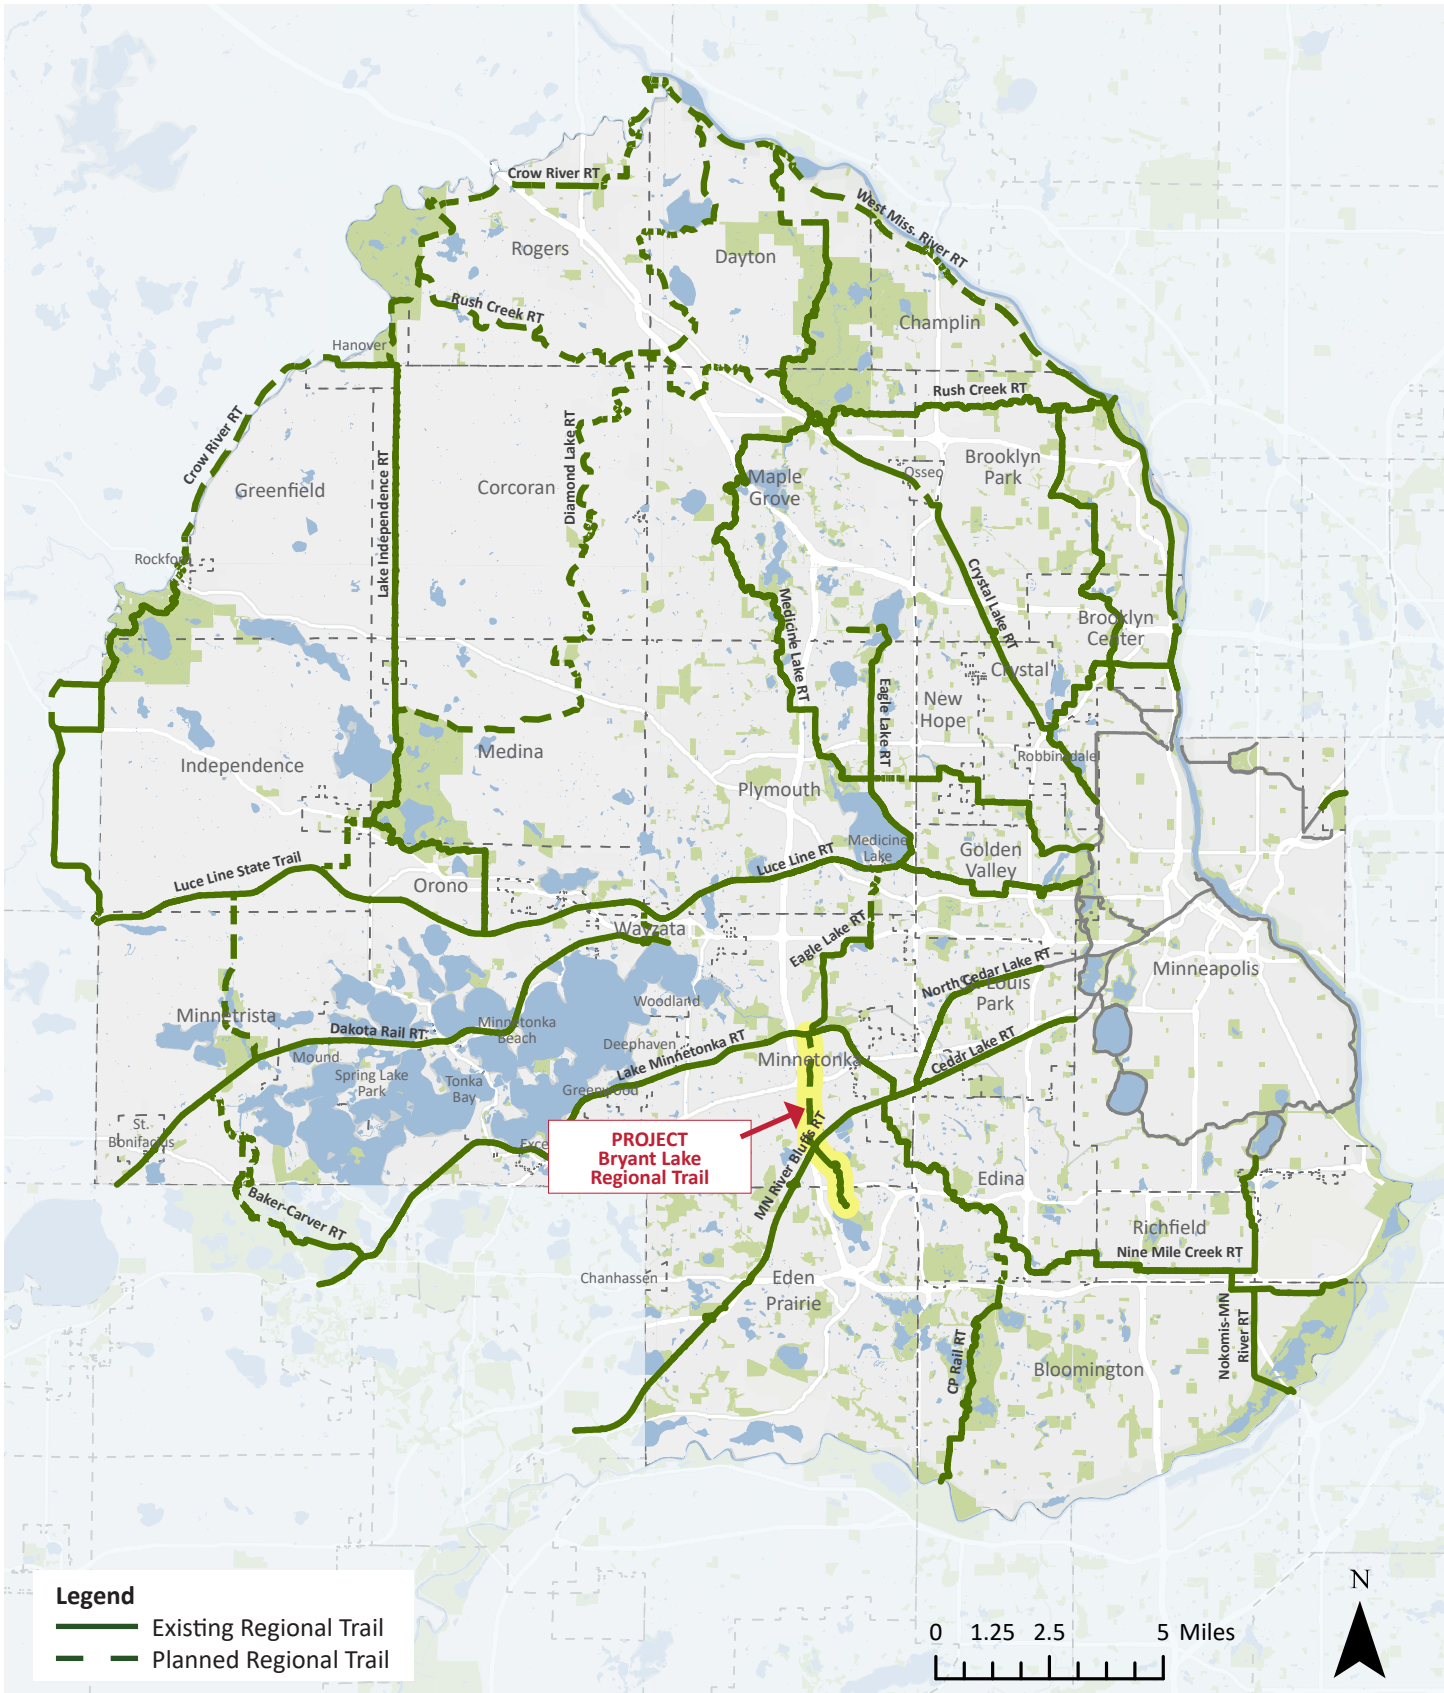 Crow River RT
West Miss. River RT
Rogers
Dayton
Rush Creek RT
Champlin
Hanover
Rush Creek RT
Crow River RT
Diamond Lake RT
Lake Independence RT
Greenfield
Corcoran
Maple
Grove
Osseo
Brooklyn
Park
Rockford
Crystal Lake RT
Medicine Lake RT
Brooklyn
Center
Crystal
Eagle Lake RT
New
Hope
Medina
Independence
Robbinsdale
Plymouth
Medicine
Lake
Golden
Valley
Luce Line RT
Luce Line State Trail
Orono
Wayzata
Eagle Lake RT
North Cedar Lake RT
Louis
Park
Minneapolis
Woodland
Minnetrista
Minnetonka
Beach
Dakota Rail RT
Deephaven
Lake Minnetonka RT
Minnetonka
Cedar Lake RT
Mound
Spring Lake
Park
Tonka
Bay
Greenwood
St.
Bonifacius
Exce
PROJECT
Bryant Lake
Regional Trail
MN River Bluffs RT
Edina
Baker-Carver RT
Richfield
Nine Mile Creek RT
Chanhassen
Eden
Prairie
Nokomis-MN
River RT
CP Rail RT
Bloomington
Legend
Existing Regional Trail
Planned Regional Trail
N
0 1.25 2.5 5 Miles